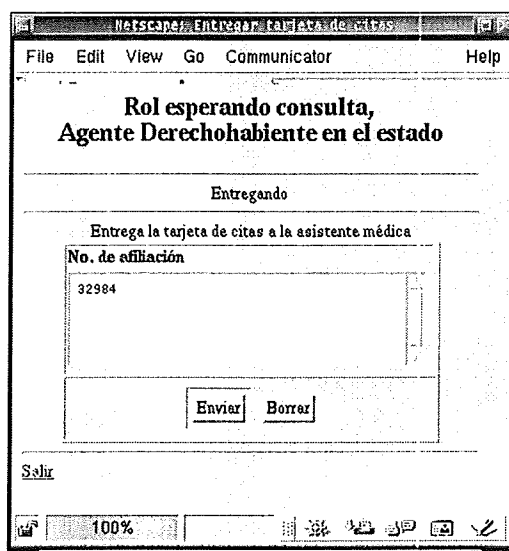 Netscape: Entregar tarjeta de citas
File Edit View Go Communicator Help
Rol esperando consulta,
Agente Derechohabiente en el estado
Entregando
Entrega la tarjeta de citas a la asistente médica
No. de afiliación
32984
Enviar Borrar
Salir
100%